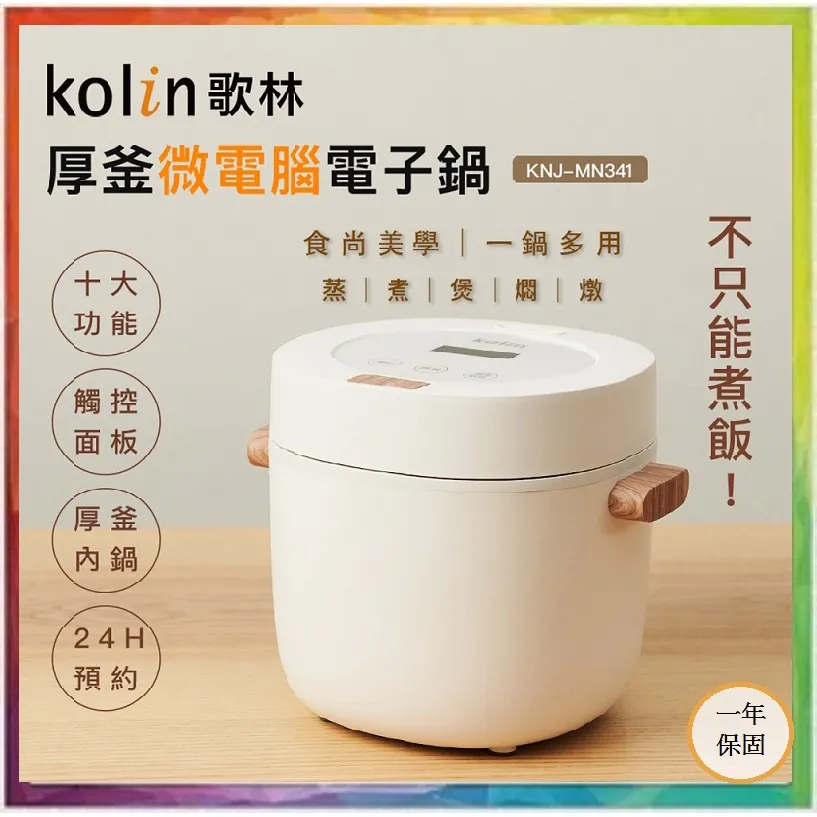 kolin歌林
厚釜微電腦電子鍋 KNJ-MN341
食尚美學｜一鍋多用
蒸｜煮｜煲｜燜｜燉
不只能煮飯！
十大
功能
觸控
面板
厚釜
內鍋
24H
預約
kolin
一年
保固